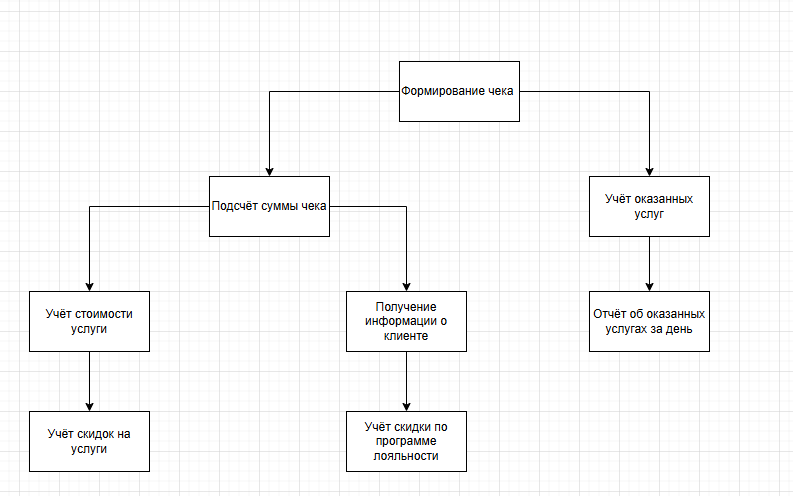 Формирование чека
Подсчёт суммы чека
Учёт оказанных
услуг
Учёт стоимости
услуги
Получение
информации о
клиенте
Отчёт об оказанных
услугах за день
Учёт скидок на
услуги
Учёт скидки по
программе
лояльности